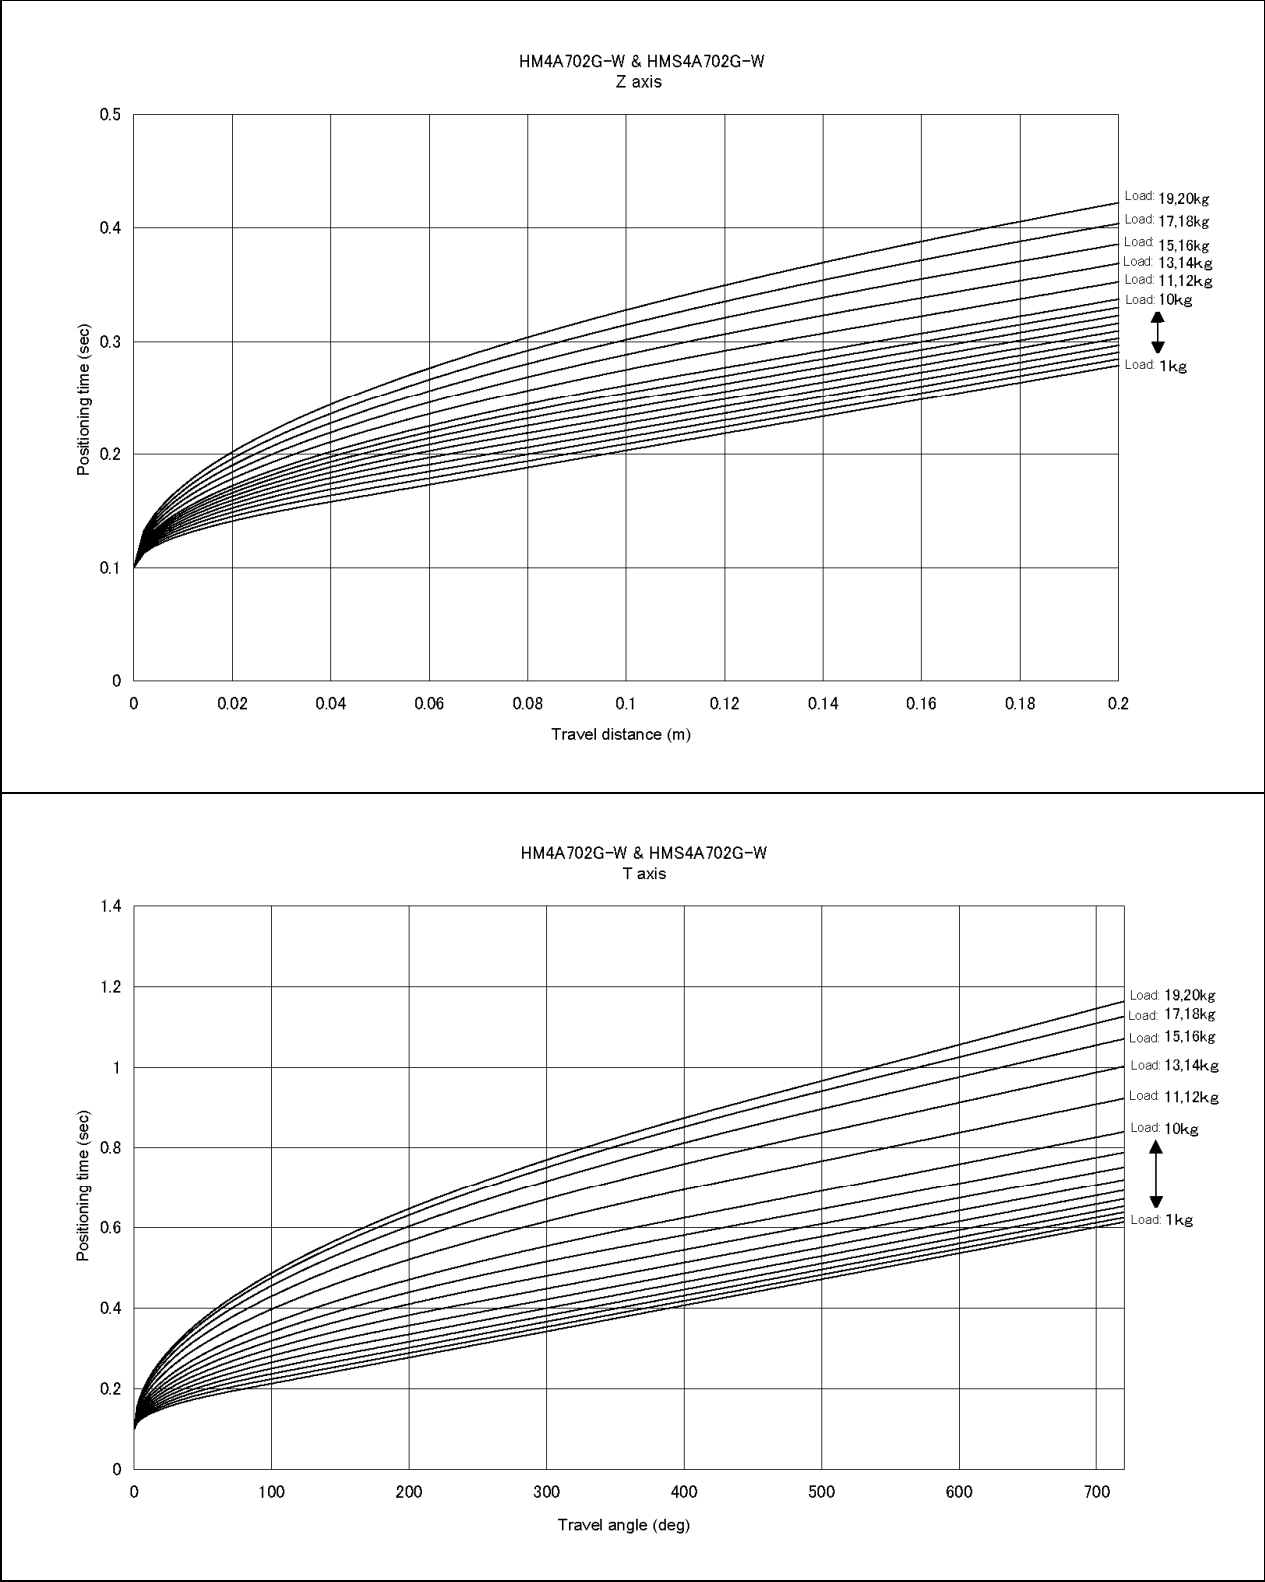 HM4A702G-W & HMS4A702G-W
Z axis
0.5
0.4
0.3
0.2
0.1
0
Positioning time (sec)
Load: 19,20kg
Load: 17,18kg
Load: 15,16kg
Load: 13,14kg
Load: 11,12kg
Load: 10kg
Load: 1kg
0 0.02 0.04 0.06 0.08 0.1 0.12 0.14 0.16 0.18 0.2
Travel distance (m)
HM4A702G-W & HMS4A702G-W
T axis
1.4
1.2
1
0.8
0.6
0.4
0.2
0
Positioning time (sec)
Load: 19,20kg
Load: 17,18kg
Load: 15,16kg
Load: 13,14kg
Load: 11,12kg
Load: 10kg
Load: 1kg
0 100 200 300 400 500 600 700
Travel angle (deg)